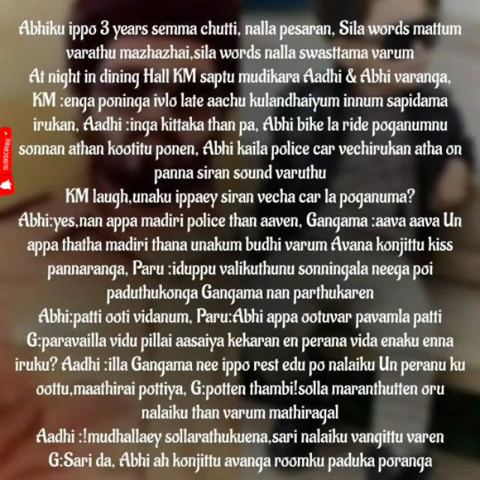 Abhiku ippo 3 years semma chutti, nalla pesaran, Sila words mattum
varathu mazhazhai,sila words nalla swasttama varum
At night in dining Hall KM saptu mudikara Aadhi & Abhi varanga,
KM :enga poninga ivlo late aachu kulandhaiyum innum sapidama
irukan, Aadhi :inga kittaka than pa, Abhi bike la ride poganumnu
sonnan athan kootitu ponen, Abhi kaila police car vechirukan atha on
panna siran sound varuthu
KM laugh,unaku ippaey siran vecha car la poganuma?
Abhi:yes,nan appa madiri police than aaven, Gangama :aava aava Un
appa thatha madiri thana unakum budhi varum Avana konjittu kiss
pannaranga, Paru :iduppu valikuthunu sonningala neega poi
paduthukonga Gangama nan parthukaren
Abhi:patti ooti vidanum, Paru:Abhi appa ootuvar pavamla patti
G:paravailla vidu pillai aasaiya kekaran en perana vida enaku enna
iruku? Aadhi :illa Gangama nee ippo rest edu po nalaiku Un peranu ku
oottu,maathirai pottiya, G:potten thambi!solla maranthutten oru
nalaiku than varum mathiragal
Aadhi :!mudhallaey sollarathukuena,sari nalaiku vangittu varen
G:Sari da, Abhi ah konjittu avanga roomku paduka poranga
SUBSCRIBE